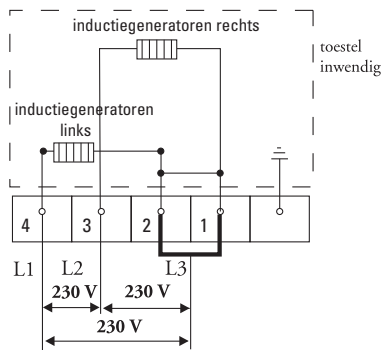 inductiegeneratoren rechts
toestel
inwendig
inductiegeneratoren
links
4 3 2 1
L1 L2 L3
230 V 230 V
230 V